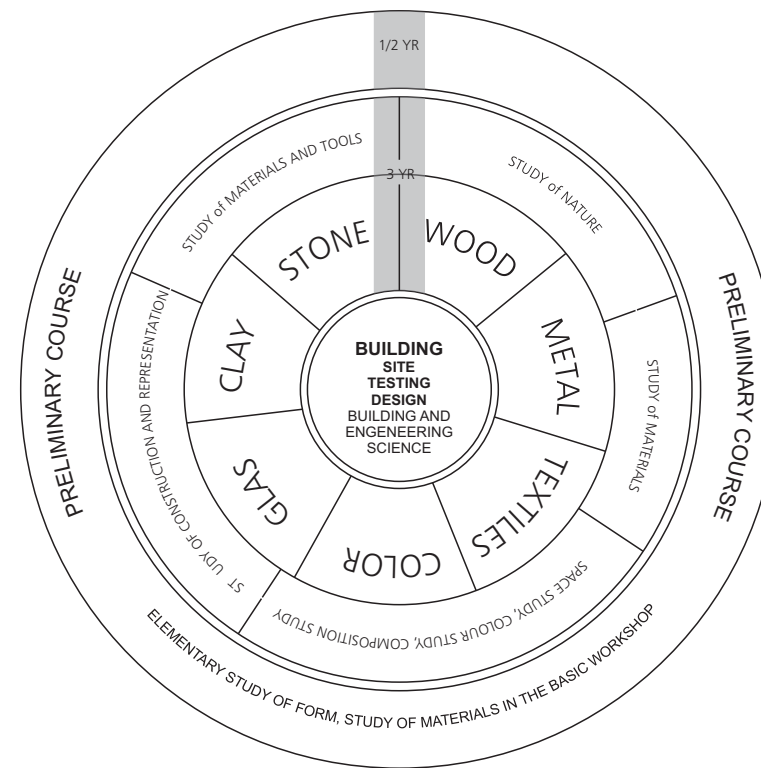 1/2 YR
PRELIMINARY COURSE
PRELIMINARY COURSE
ELEMENTARY STUDY OF FORM, STUDY OF MATERIALS IN THE BASIC WORKSHOP
3 YR
STUDY of MATERIALS AND TOOLS
STUDY of NATURE
STUDY of MATERIALS
SPACE STUDY, COLOUR STUDY, COMPOSITION STUDY
ST UDY OF CONSTRUCTION AND REPRESENTATION
STONE
WOOD
METAL
TEXTILES
COLOR
GLAS
CLAY
BUILDING
SITE
TESTING
DESIGN
BUILDING AND
ENGENEERING
SCIENCE